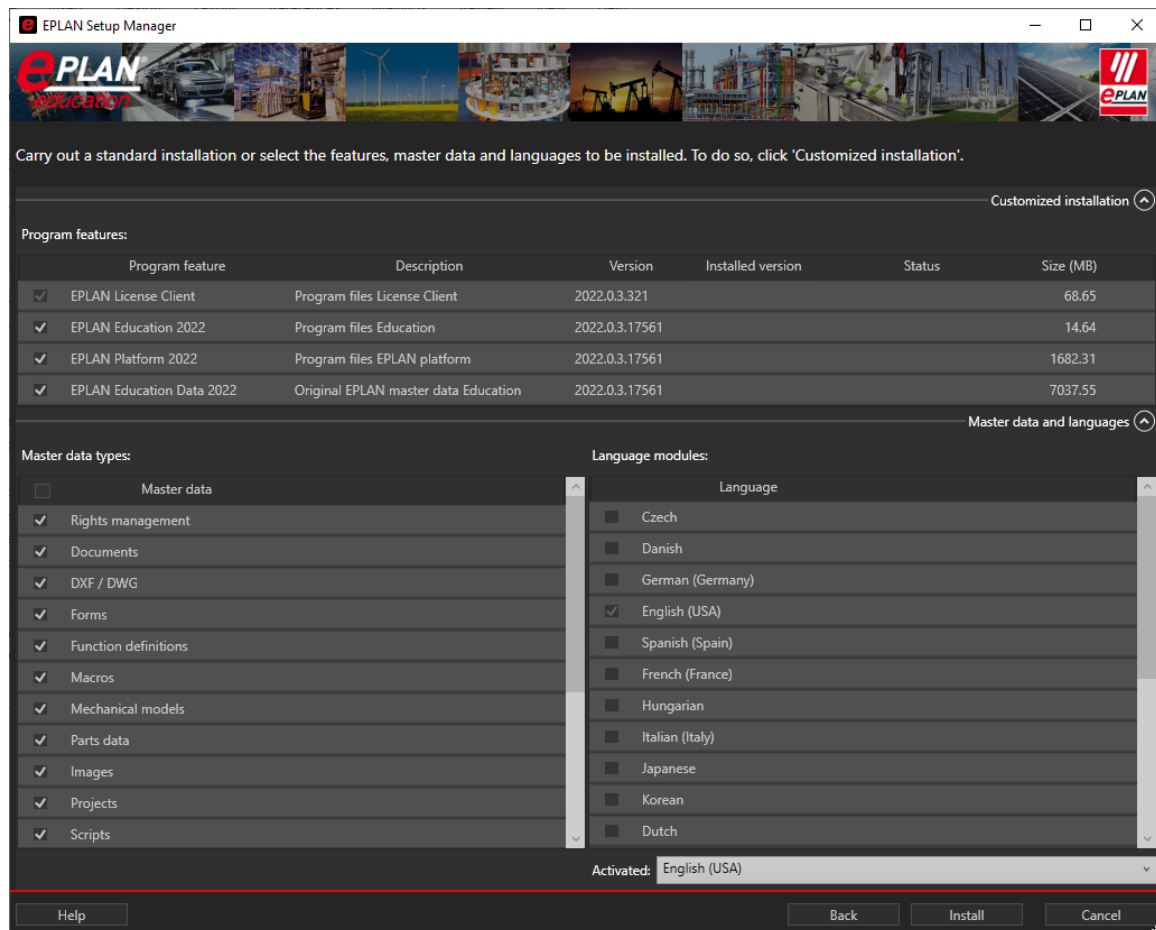 EPLAN Setup Manager
ePLAN
education
ePLAN
Carry out a standard installation or select the features, master data and languages to be installed. To do so, click 'Customized installation'.
Customized installation
Program features:
Program feature Description Version Installed version Status Size (MB)
EPLAN License Client Program files License Client 2022.0.3.321 68.65
EPLAN Education 2022 Program files Education 2022.0.3.17561 14.64
EPLAN Platform 2022 Program files EPLAN platform 2022.0.3.17561 1682.31
EPLAN Education Data 2022 Original EPLAN master data Education 2022.0.3.17561 7037.55
Master data and languages
Master data types:
Master data
Rights management
Documents
DXF / DWG
Forms
Function definitions
Macros
Mechanical models
Parts data
Images
Projects
Scripts
Language modules:
Language
Czech
Danish
German (Germany)
English (USA)
Spanish (Spain)
French (France)
Hungarian
Italian (Italy)
Japanese
Korean
Dutch
Activated: English (USA)
Help Back Install Cancel